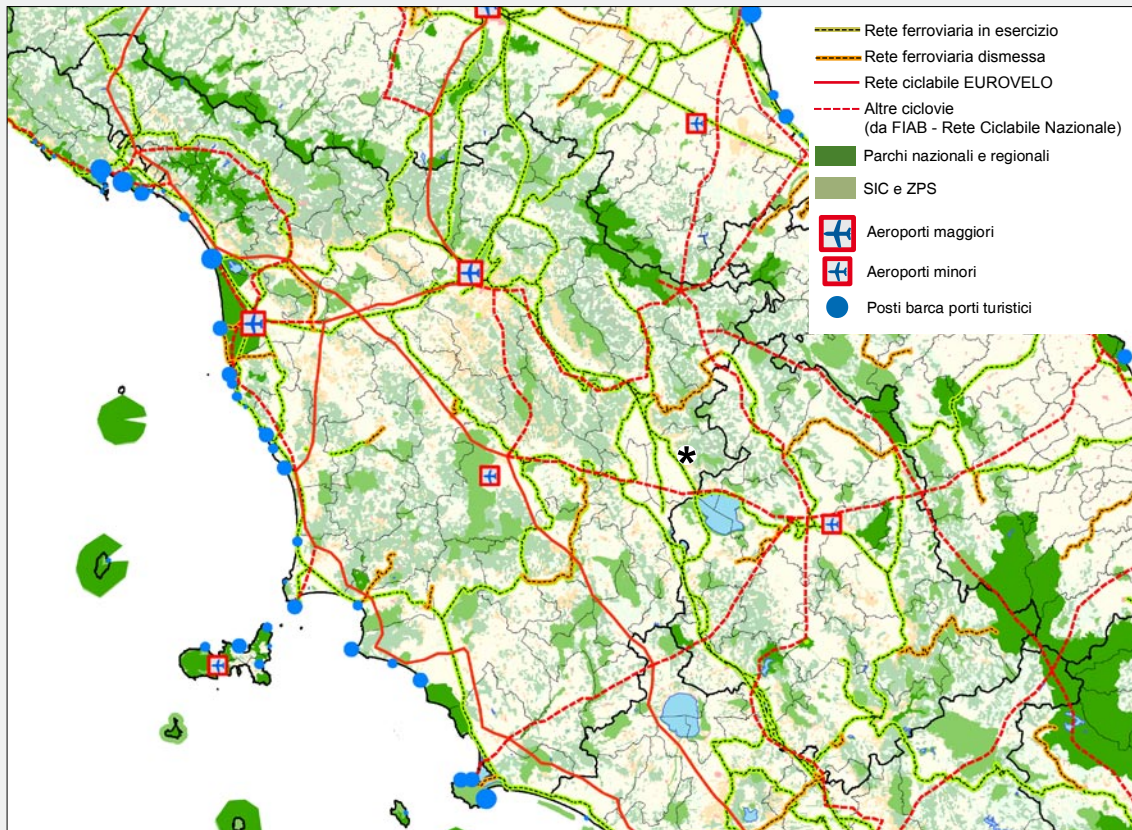 Rete ferroviaria in esercizio
Rete ferroviaria dismessa
Rete ciclabile EUROVELO
Altre ciclovie
(da FIAB - Rete Ciclabile Nazionale)
Parchi nazionali e regionali
SIC e ZPS
Aeroporti maggiori
Aeroporti minori
Posti barca porti turistici
*